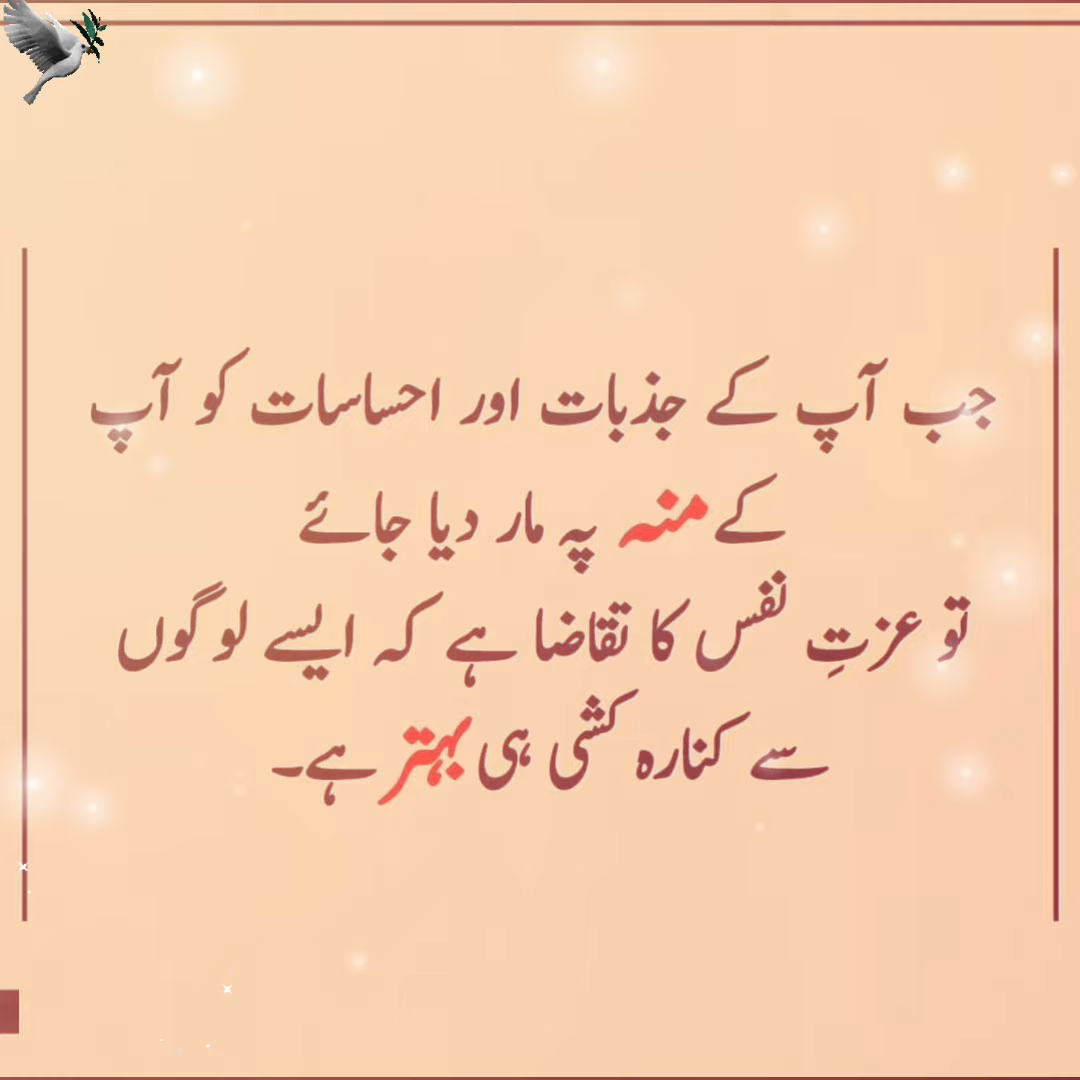 جب آپ کے جذبات اور احساسات کو آپ
کے منہ پہ مار دیا جائے
تو عزتِ نفس کا تقاضا ہے کہ ایسے لوگوں
سے کنارہ کشی ہی بہتر ہے۔